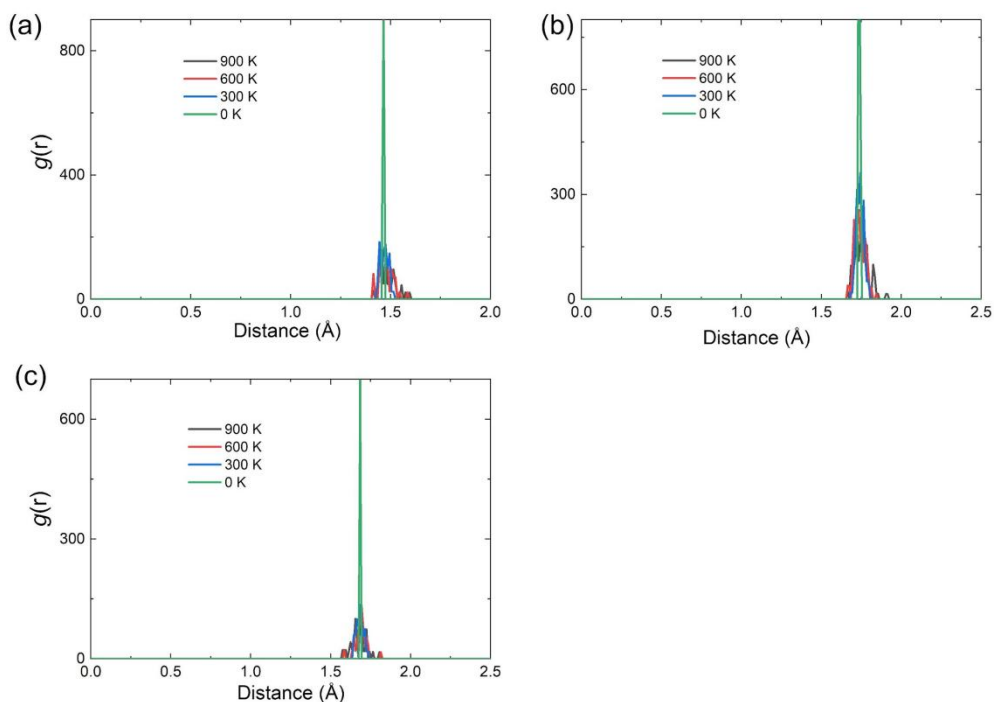 (a)
800
400
0
g(r)
900 K
600 K
300 K
0 K
0.0 0.5 1.0 1.5 2.0
Distance (Å)
(b)
600
300
0
900 K
600 K
300 K
0 K
0.0 0.5 1.0 1.5 2.0 2.5
Distance (Å)
(c)
600
300
0
g(r)
900 K
600 K
300 K
0 K
0.0 0.5 1.0 1.5 2.0 2.5
Distance (Å)